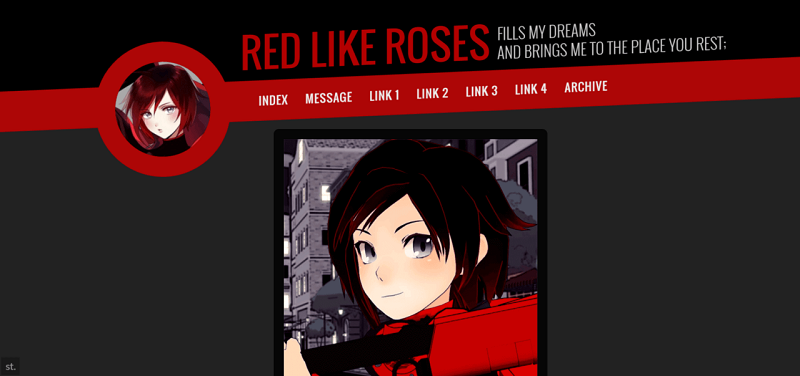 RED LIKE ROSES
FILLS MY DREAMS
AND BRINGS ME TO THE PLACE YOU REST;
INDEX MESSAGE LINK 1 LINK 2 LINK 3 LINK 4 ARCHIVE
st.